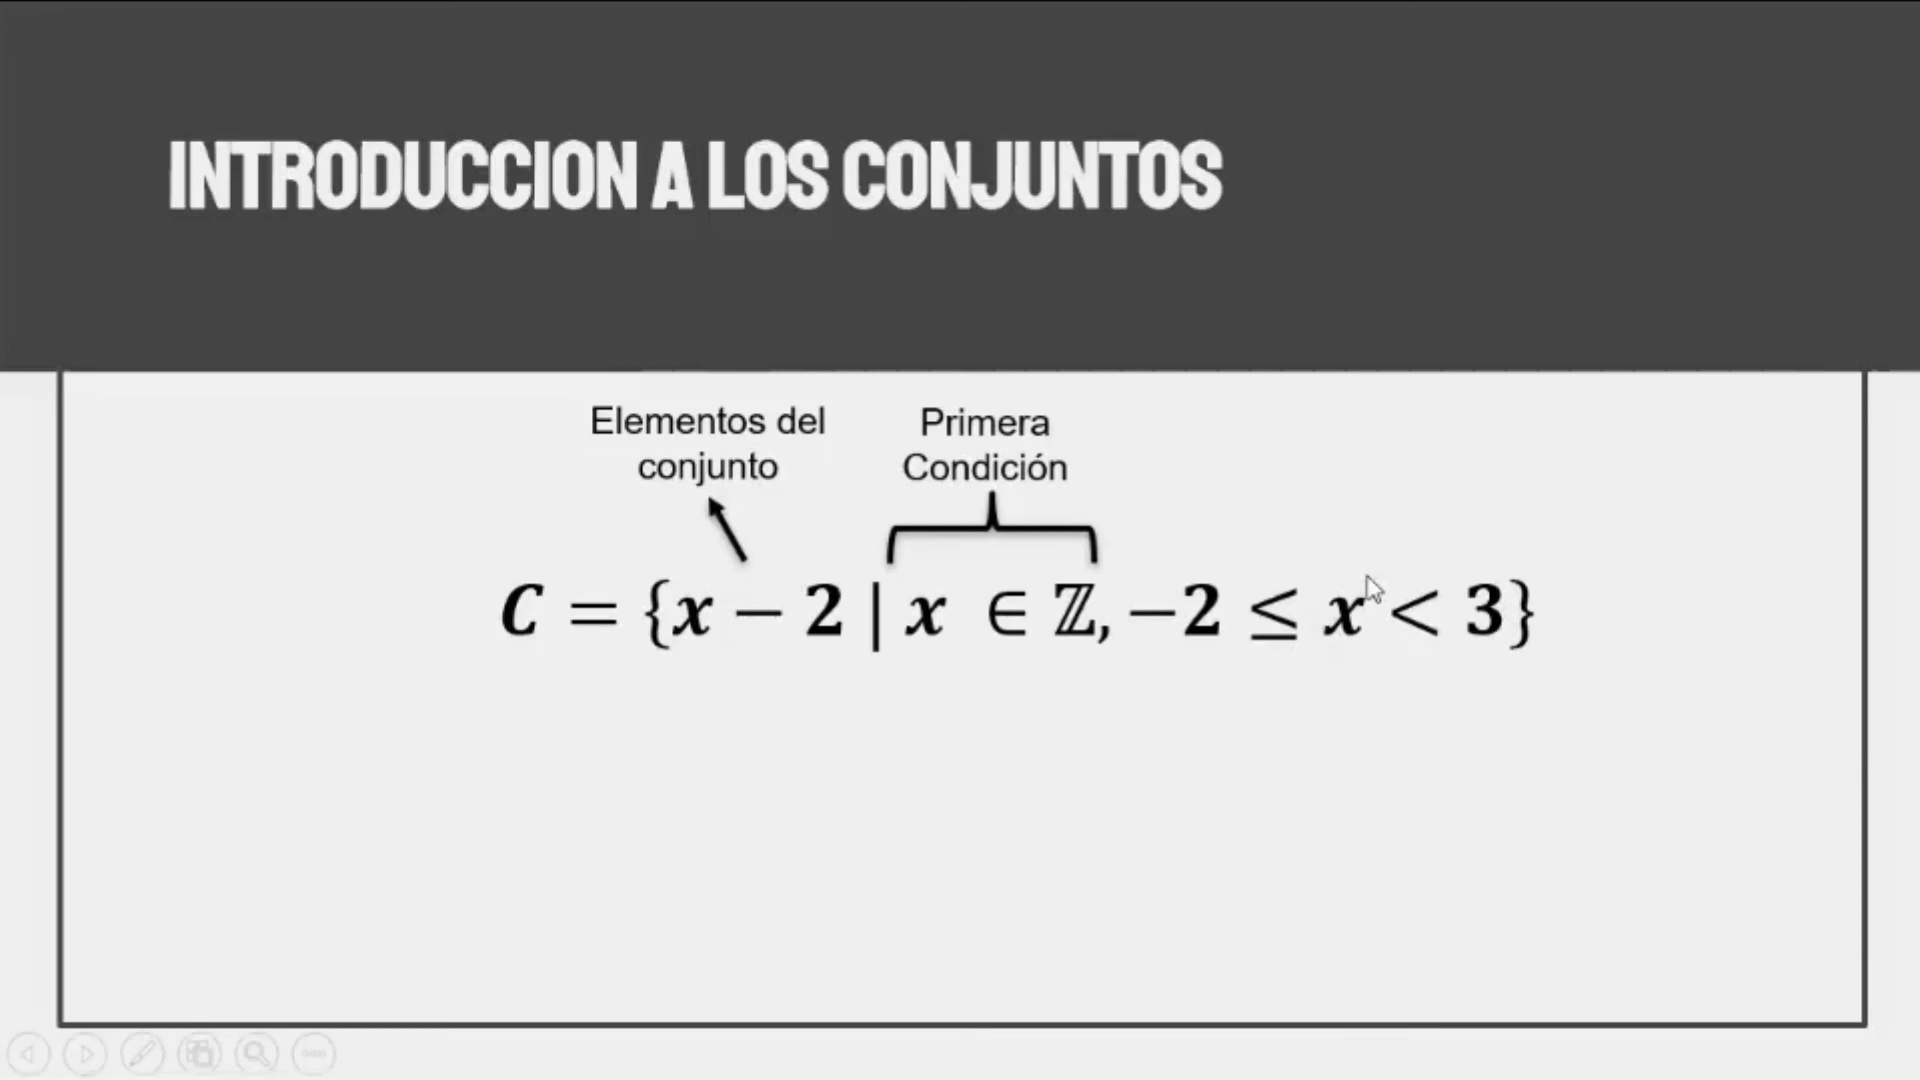 INTRODUCCION A LOS CONJUNTOS
Elementos del
conjunto
Primera
Condición
C = {x − 2 | x ∈ ℤ, −2 ≤ x < 3}